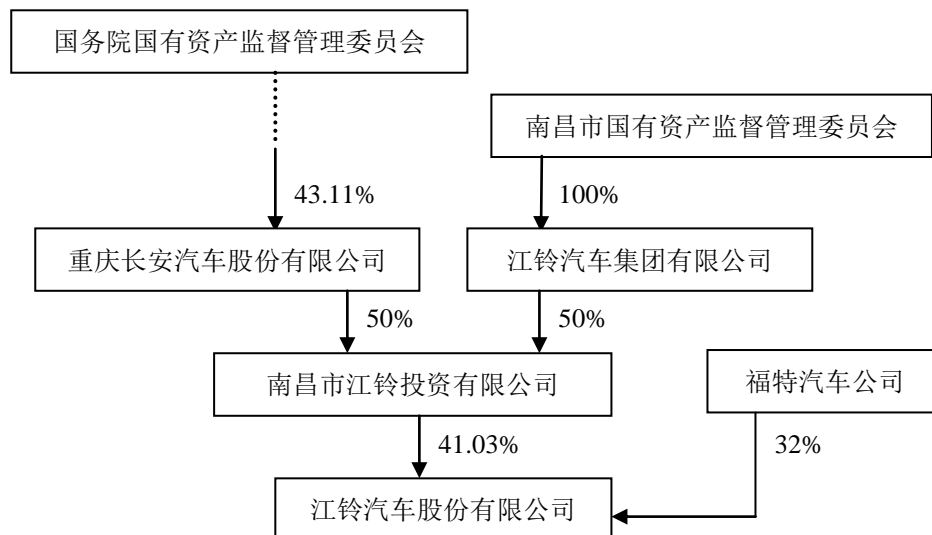 国务院国有资产监督管理委员会
南昌市国有资产监督管理委员会
43.11%
100%
重庆长安汽车股份有限公司
江铃汽车集团有限公司
50%
50%
南昌市江铃投资有限公司
福特汽车公司
41.03%
32%
江铃汽车股份有限公司